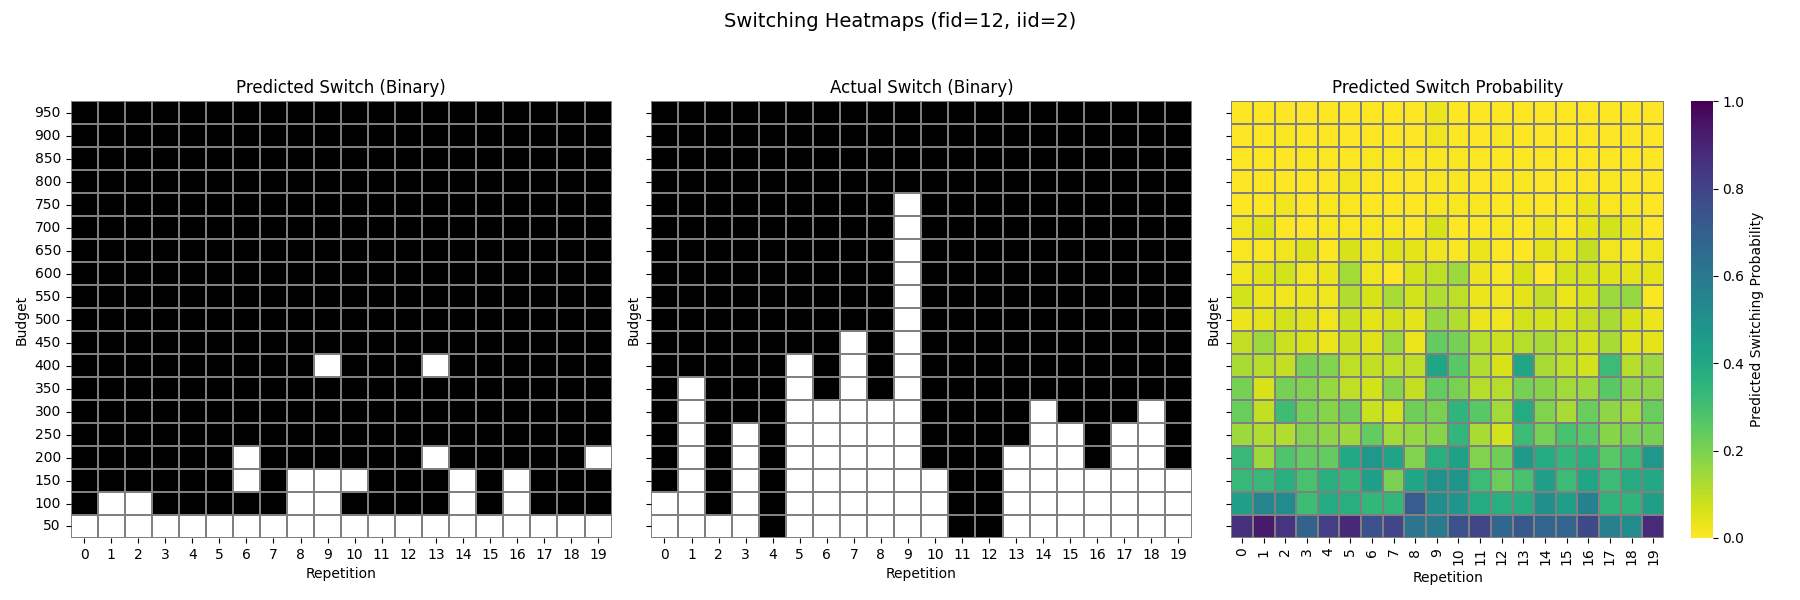 Switching Heatmaps (fid=12, iid=2)
Predicted Switch (Binary)
Budget
950
900
850
800
750
700
650
600
550
500
450
400
350
300
250
200
150
100
50
0 1 2 3 4 5 6 7 8 9 10 11 12 13 14 15 16 17 18 19
Repetition
Actual Switch (Binary)
Budget
0 1 2 3 4 5 6 7 8 9 10 11 12 13 14 15 16 17 18 19
Repetition
Predicted Switch Probability
Budget
0 1 2 3 4 5 6 7 8 9 10 11 12 13 14 15 16 17 18 19
Repetition
1.0
0.8
0.6
0.4
0.2
0.0
Predicted Switching Probability